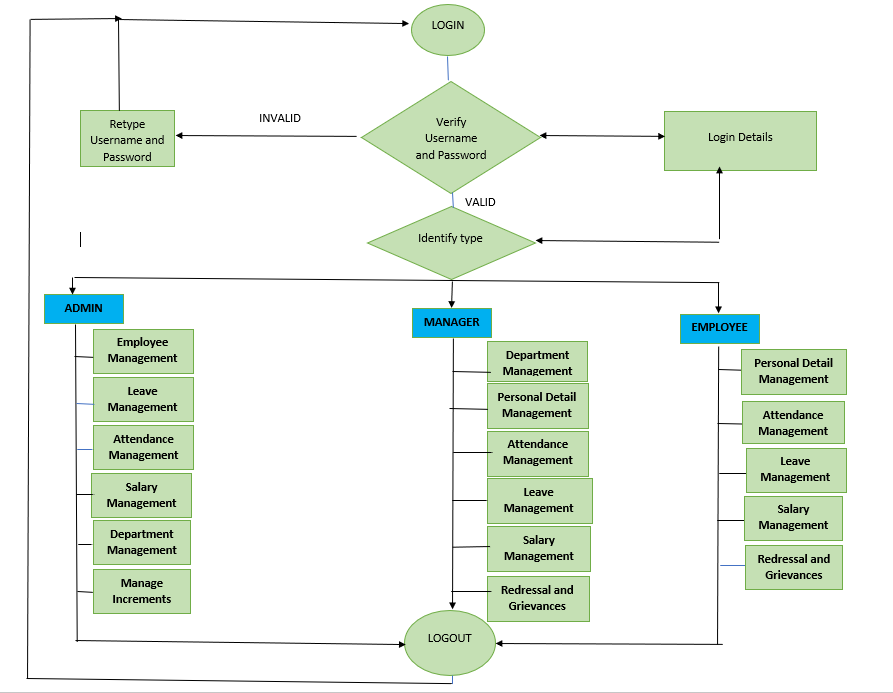 LOGIN
Verify
Username
and Password
INVALID
Retype
Username and
Password
Login Details
VALID
Identify type
ADMIN
Employee
Management
Leave
Management
Attendance
Management
Salary
Management
Department
Management
Manage
Increments
MANAGER
Department
Management
Personal Detail
Management
Attendance
Management
Leave
Management
Salary
Management
Redressal and
Grievances
EMPLOYEE
Personal Detail
Management
Attendance
Management
Leave
Management
Salary
Management
Redressal and
Grievances
LOGOUT